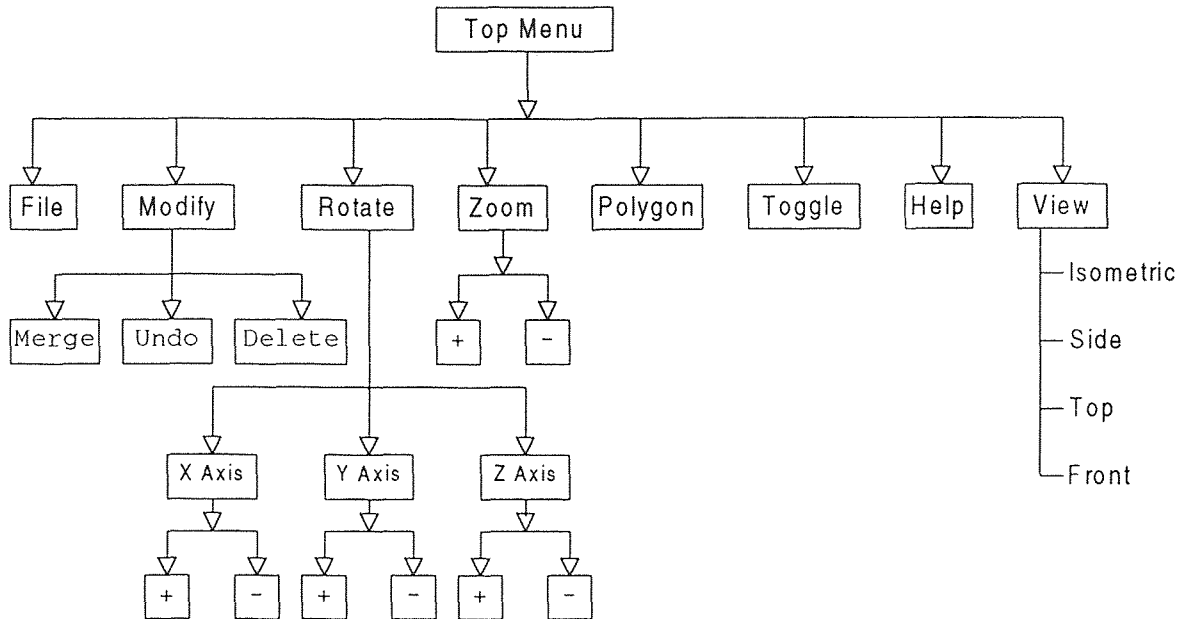 Top Menu
File Modify Rotate Zoom Polygon Toggle Help View
Isometric
Merge Undo Delete + -
Side
Top
X Axis Y Axis Z Axis
Front
+ - + - + -